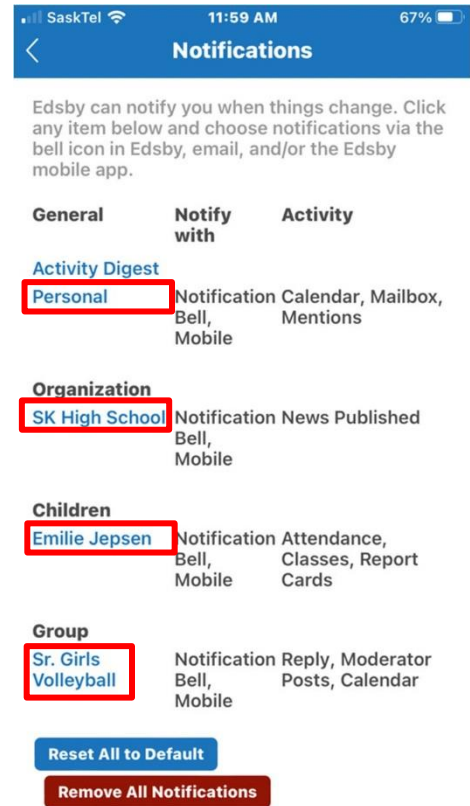 SaskTel 11:59 AM 67%
Notifications
Edsby can notify you when things change. Click
any item below and choose notifications via the
bell icon in Edsby, email, and/or the Edsby
mobile app.
General Notify Activity
with
Activity Digest
Personal Notification Calendar, Mailbox,
Bell, Mentions
Mobile
Organization
SK High School Notification News Published
Bell,
Mobile
Children
Emilie Jepsen Notification Attendance,
Bell, Classes, Report
Mobile Cards
Group
Sr. Girls Notification Reply, Moderator
Volleyball Bell, Posts, Calendar
Mobile
Reset All to Default
Remove All Notifications